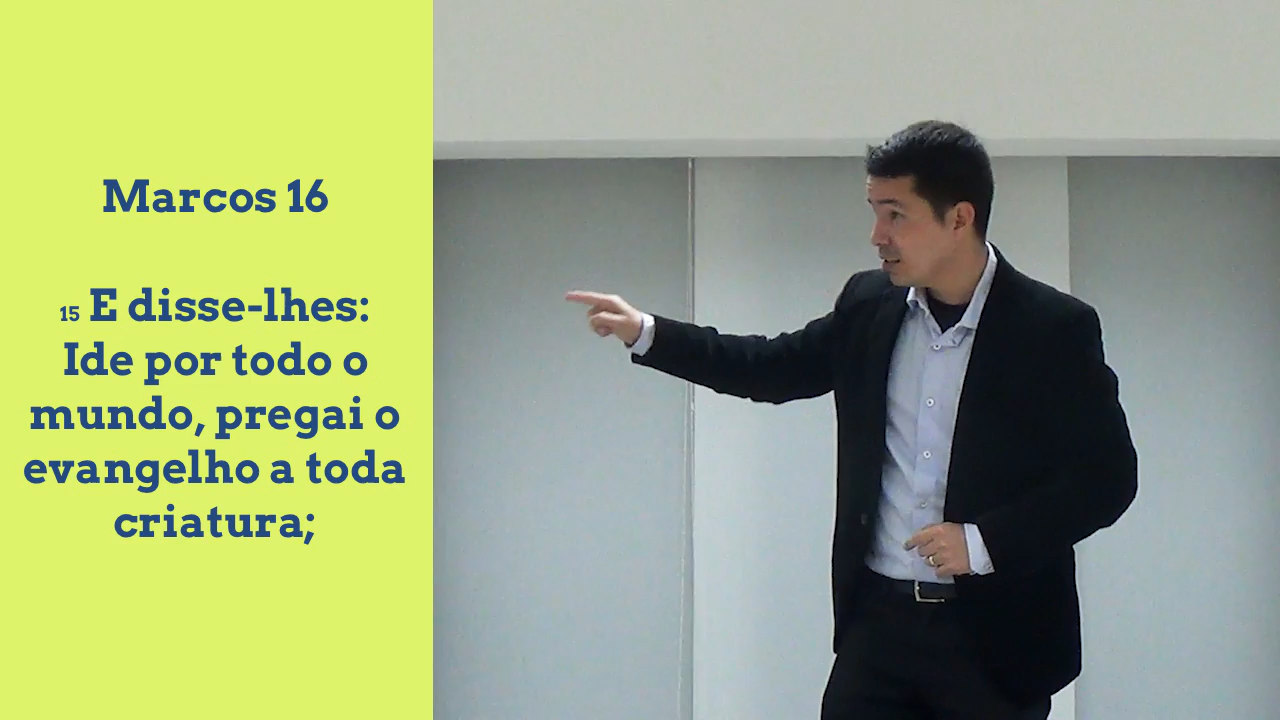 Marcos 16
15 E disse-lhes:
Ide por todo o
mundo, pregai o
evangelho a toda
criatura;